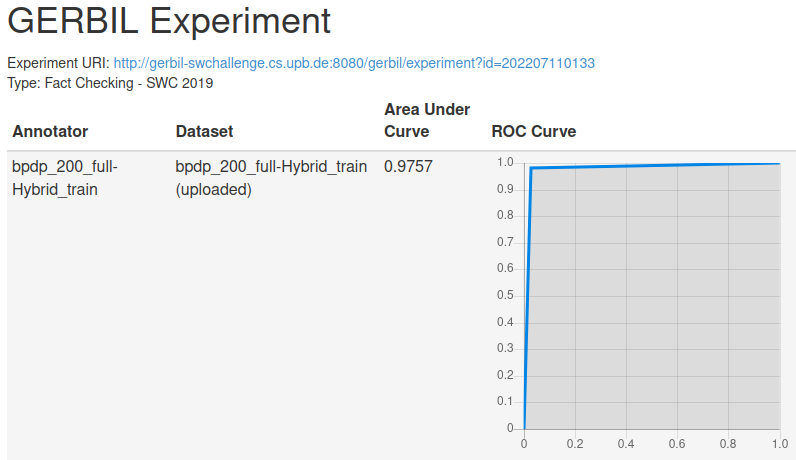 GERBIL Experiment
Experiment URI: http://gerbil-swchallenge.cs.upb.de:8080/gerbil/experiment?id=202207110133
Type: Fact Checking - SWC 2019
Annotator Dataset Area Under Curve ROC Curve
bpdp_200_full-Hybrid_train bpdp_200_full-Hybrid_train (uploaded) 0.9757
1.0
0.9
0.8
0.7
0.6
0.5
0.4
0.3
0.2
0.1
0
0 0.2 0.4 0.6 0.8 1.0